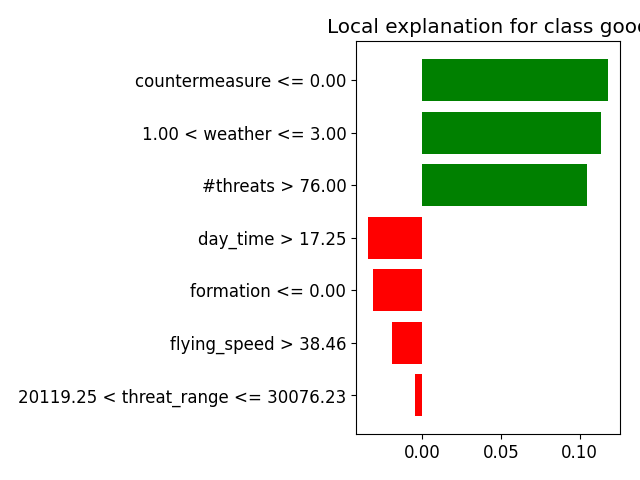 Local explanation for class good
countermeasure <= 0.00
1.00 < weather <= 3.00
#threats > 76.00
day_time > 17.25
formation <= 0.00
flying_speed > 38.46
20119.25 < threat_range <= 30076.23
0.00 0.05 0.10